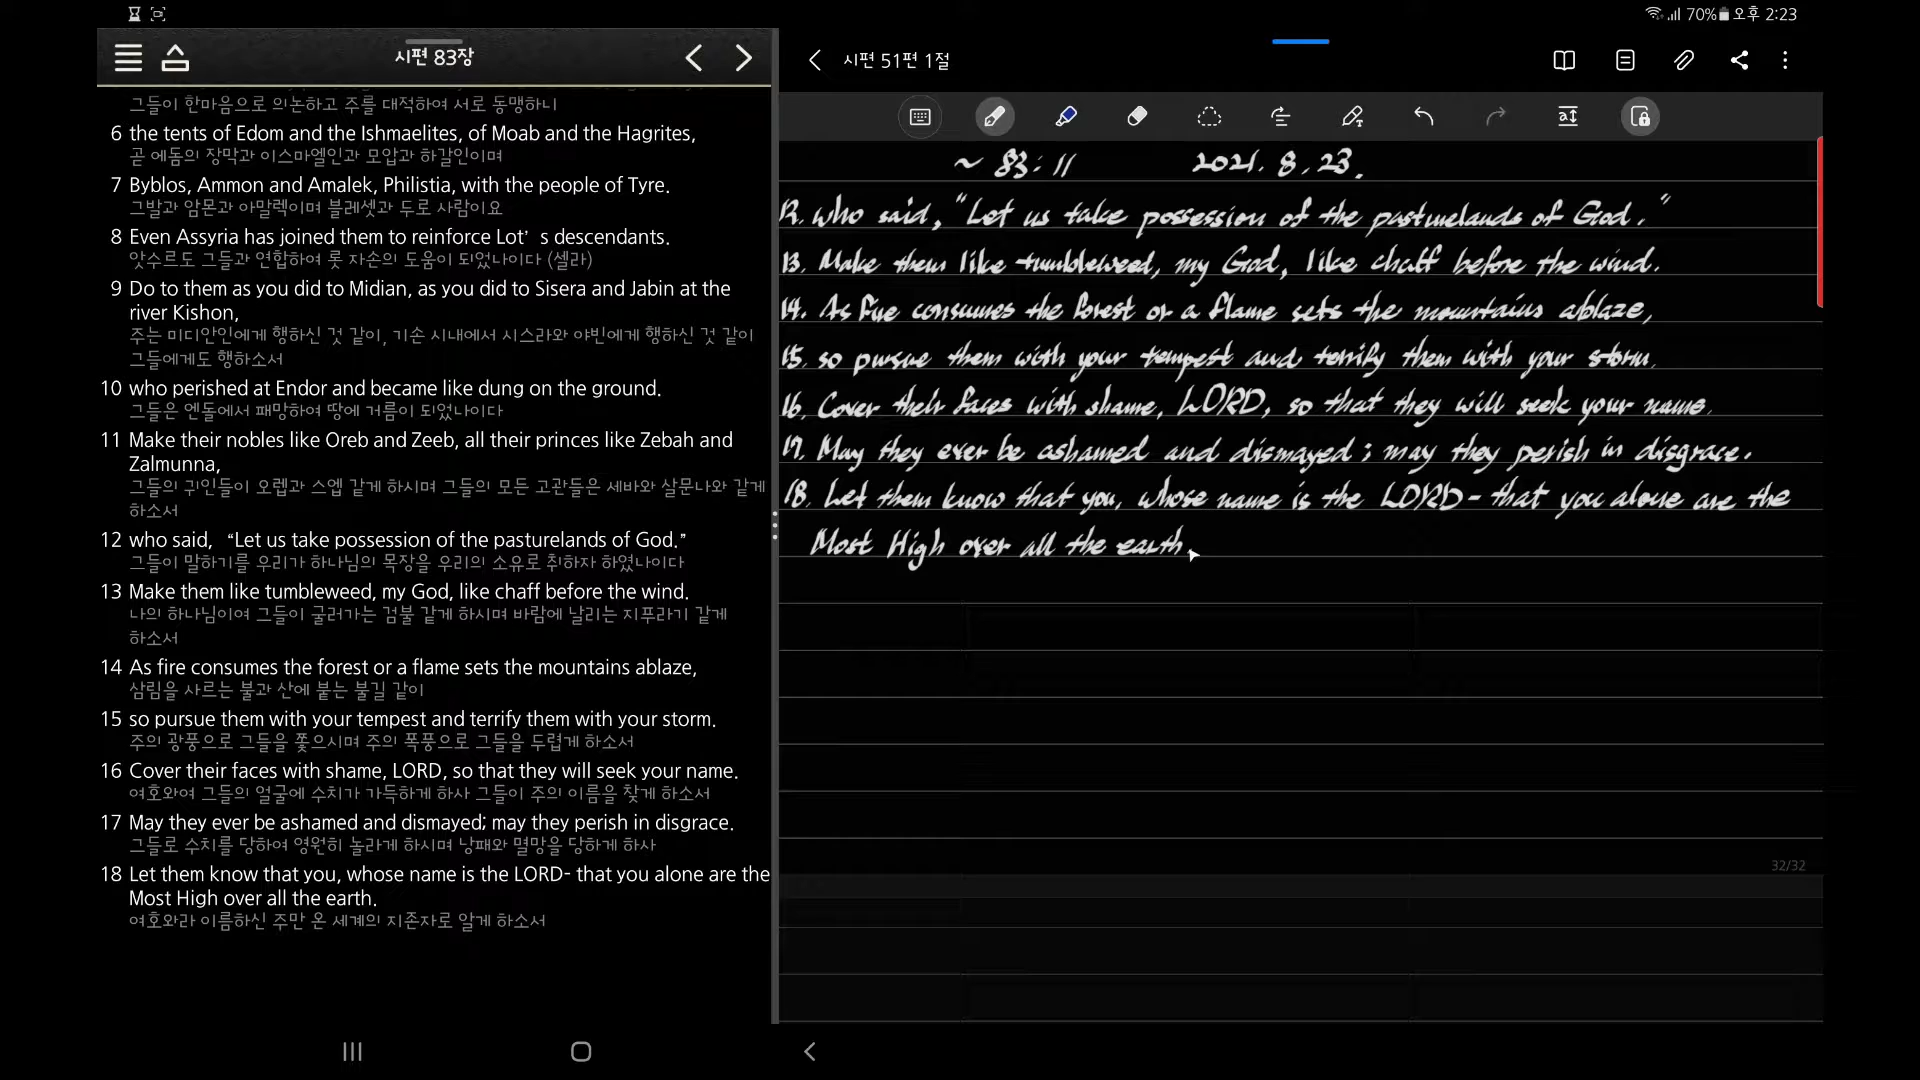 70% 오후 2:23
시편 83장
그들이 한마음으로 의논하고 주를 대적하여 서로 동맹하니
6 the tents of Edom and the Ishmaelites, of Moab and the Hagrites,
곧 에돔의 장막과 이스마엘인과 모압과 하갈인이며
7 Byblos, Ammon and Amalek, Philistia, with the people of Tyre.
그발과 암몬과 아말렉이며 블레셋과 두로 사람이요
8 Even Assyria has joined them to reinforce Lot’s descendants.
앗수르도 그들과 연합하여 롯 자손의 도움이 되었나이다 (셀라)
9 Do to them as you did to Midian, as you did to Sisera and Jabin at the
river Kishon,
주는 미디안인에게 행하신 것 같이, 기손 시내에서 시스라와 야빈에게 행하신 것 같이
그들에게도 행하소서
10 who perished at Endor and became like dung on the ground.
그들은 엔돌에서 패망하여 땅에 거름이 되었나이다
11 Make their nobles like Oreb and Zeeb, all their princes like Zebah and
Zalmunna,
그들의 귀인들이 오렙과 스엡 같게 하시며 그들의 모든 고관들은 세바와 살문나와 같게
하소서
12 who said, “Let us take possession of the pasturelands of God.”
그들이 말하기를 우리가 하나님의 목장을 우리의 소유로 취하자 하였나이다
13 Make them like tumbleweed, my God, like chaff before the wind.
나의 하나님이여 그들이 굴러가는 검불 같게 하시며 바람에 날리는 지푸라기 같게
하소서
14 As fire consumes the forest or a flame sets the mountains ablaze,
삼림을 사르는 불과 산에 붙는 불길 같이
15 so pursue them with your tempest and terrify them with your storm.
주의 광풍으로 그들을 쫓으시며 주의 폭풍으로 그들을 두렵게 하소서
16 Cover their faces with shame, LORD, so that they will seek your name.
여호와여 그들의 얼굴에 수치가 가득하게 하사 그들이 주의 이름을 찾게 하소서
17 May they ever be ashamed and dismayed; may they perish in disgrace.
그들로 수치를 당하여 영원히 놀라게 하시며 낭패와 멸망을 당하게 하사
18 Let them know that you, whose name is the LORD- that you alone are the
Most High over all the earth.
여호와라 이름하신 주만 온 세계의 지존자로 알게 하소서
시편 51편 1절
~ 83:11 2021. 8. 23.
12. who said, "Let us take possession of the pasturelands of God."
13. Make them like tumbleweed, my God, like chaff before the wind.
14. As fire consumes the forest or a flame sets the mountains ablaze,
15. so pursue them with your tempest and terrify them with your storm.
16. Cover their faces with shame, LORD, so that they will seek your name.
17. May they ever be ashamed and dismayed; may they perish in disgrace.
18. Let them know that you, whose name is the LORD- that you alone are the
Most High over all the earth.
32/32